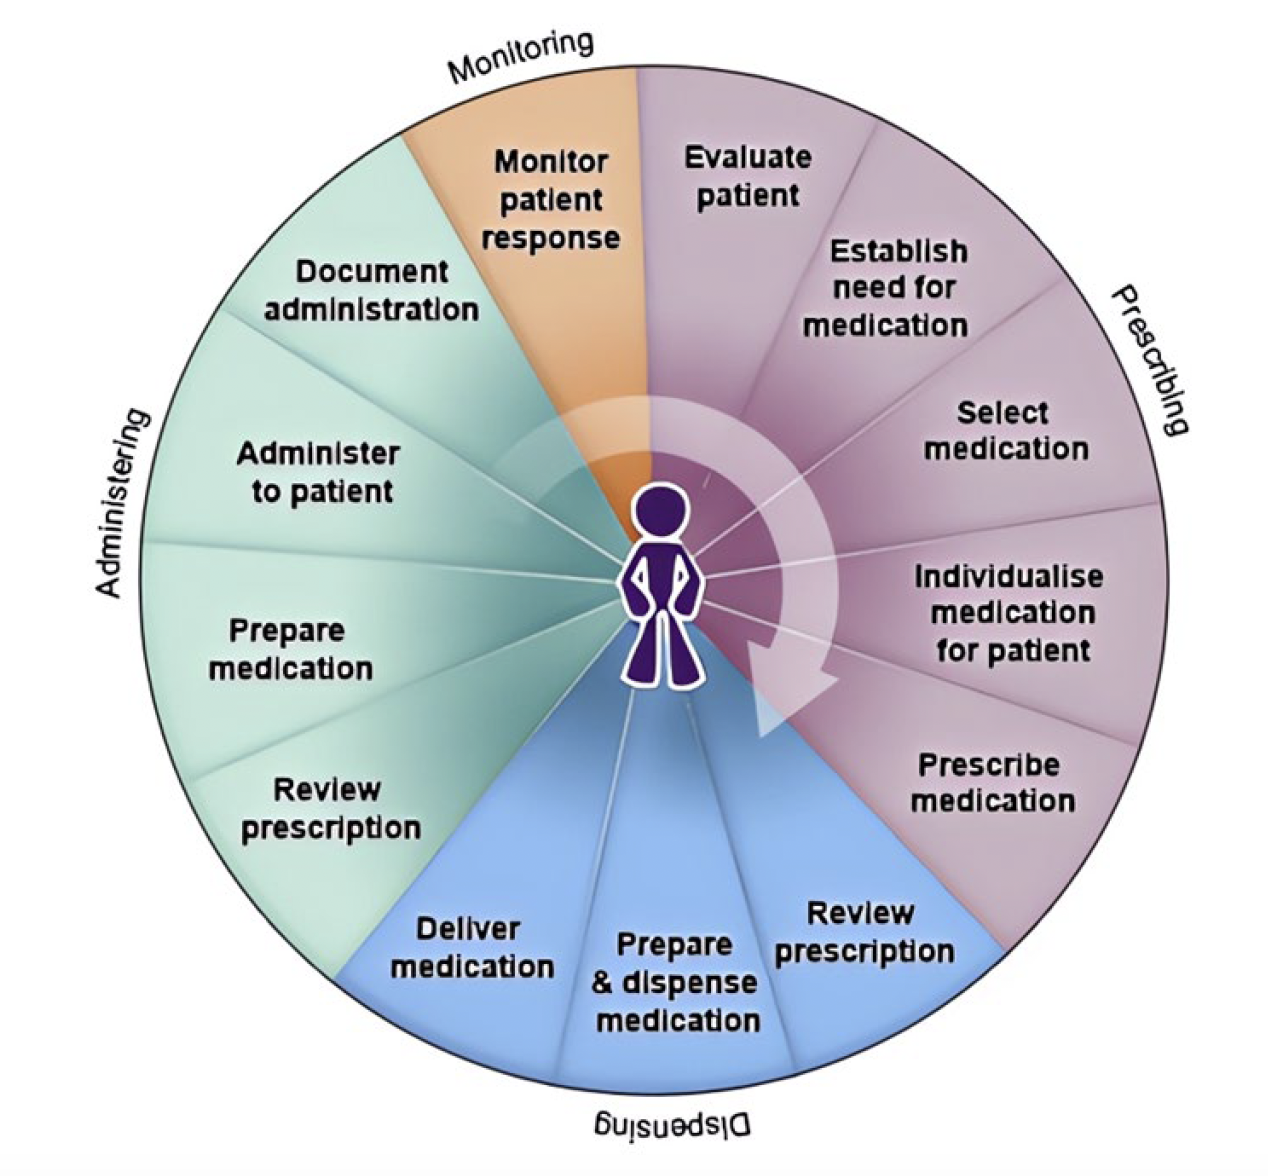 Monitoring
Evaluate
patient
Establish
need for
medication
Prescribing
Select
medication
Individualise
medication
for patient
Prescribe
medication
Review
prescription
Prepare
& dispense
medication
Dispensing
Deliver
medication
Review
prescription
Prepare
medication
Administering
Administer
to patient
Document
administration
Monitor
patient
response